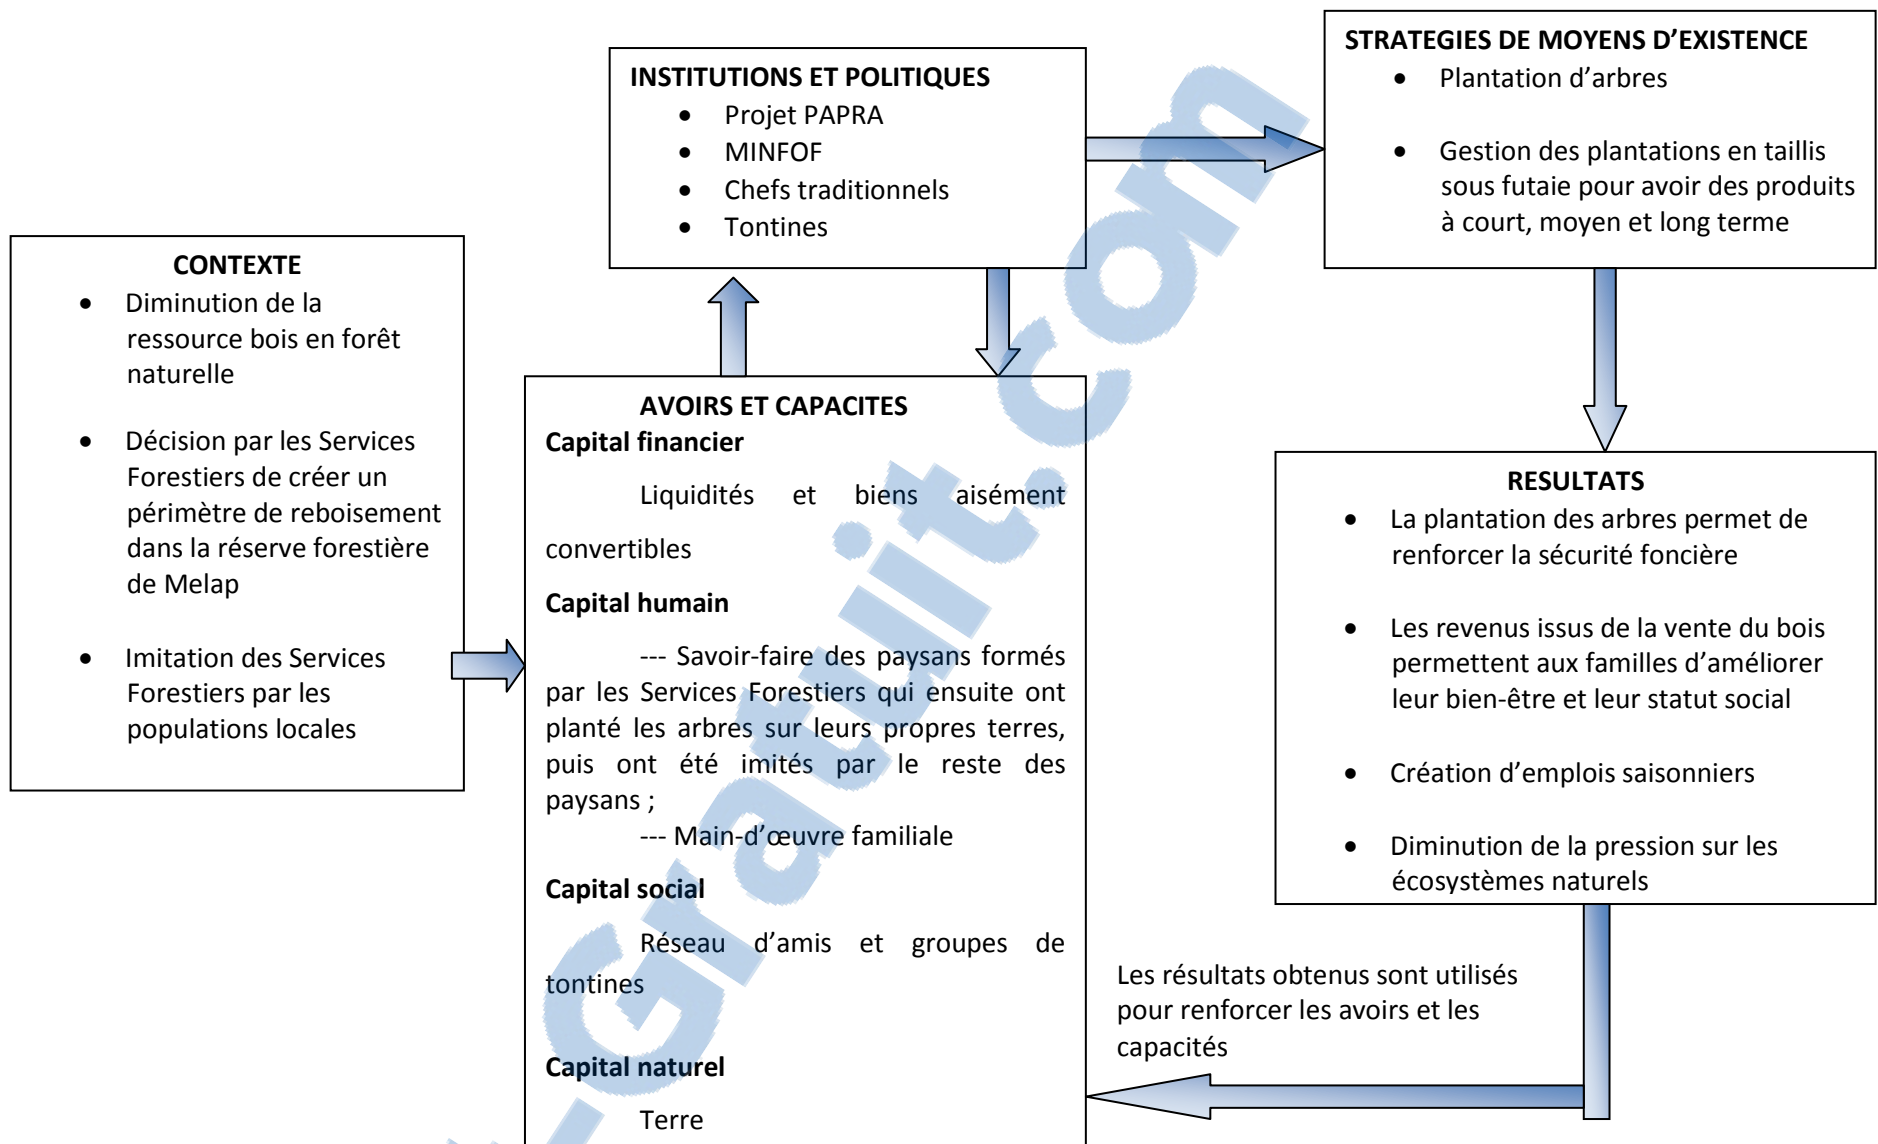 CONTEXTE
• Diminution de la
ressource bois en forêt
naturelle
• Décision par les Services
Forestiers de créer un
périmètre de reboisement
dans la réserve forestière
de Melap
• Imitation des Services
Forestiers par les
populations locales
INSTITUTIONS ET POLITIQUES
• Projet PAPRA
• MINFOF
• Chefs traditionnels
• Tontines
AVOIRS ET CAPACITES
Capital financier
Liquidités et biens aisément
convertibles
Capital humain
--- Savoir-faire des paysans formés
par les Services Forestiers qui ensuite ont
planté les arbres sur leurs propres terres,
puis ont été imités par le reste des
paysans ;
--- Main-d’œuvre familiale
Capital social
Réseau d’amis et groupes de
tontines
Capital naturel
Terre
STRATEGIES DE MOYENS D’EXISTENCE
• Plantation d’arbres
• Gestion des plantations en taillis
sous futaie pour avoir des produits
à court, moyen et long terme
RESULTATS
• La plantation des arbres permet de
renforcer la sécurité foncière
• Les revenus issus de la vente du bois
permettent aux familles d’améliorer
leur bien-être et leur statut social
• Création d’emplois saisonniers
• Diminution de la pression sur les
écosystèmes naturels
Les résultats obtenus sont utilisés
pour renforcer les avoirs et les
capacités
-Gratuit.com